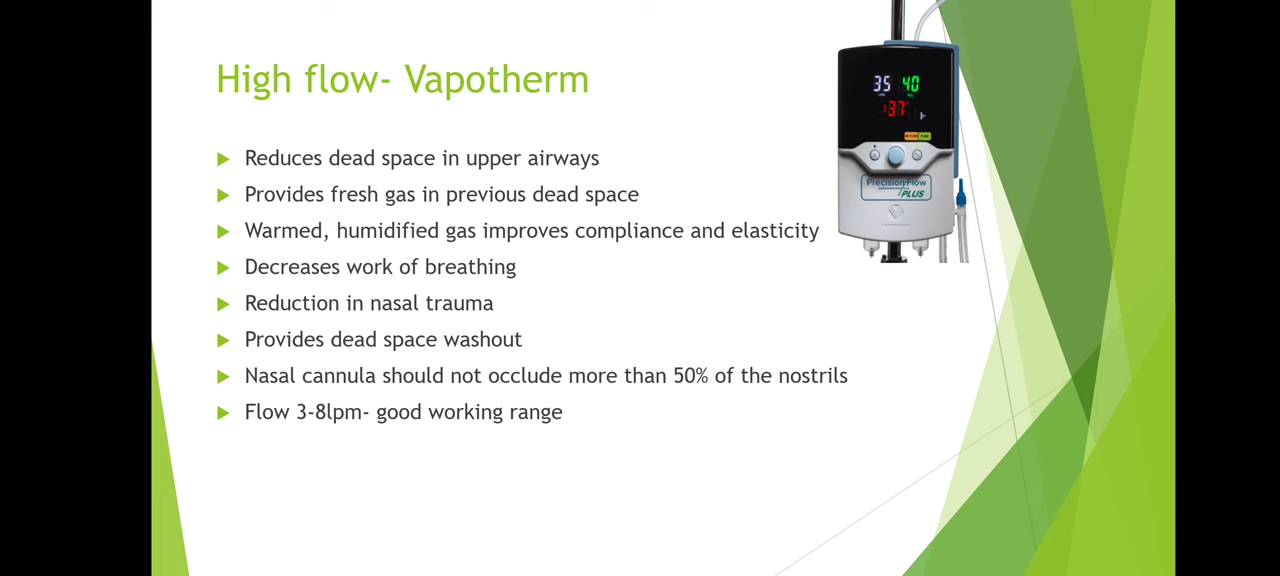 High flow- Vapotherm
Reduces dead space in upper airways
Provides fresh gas in previous dead space
Warmed, humidified gas improves compliance and elasticity
Decreases work of breathing
Reduction in nasal trauma
Provides dead space washout
Nasal cannula should not occlude more than 50% of the nostrils
Flow 3-8lpm- good working range
35 40
37
PrecisionFlow
PLUS